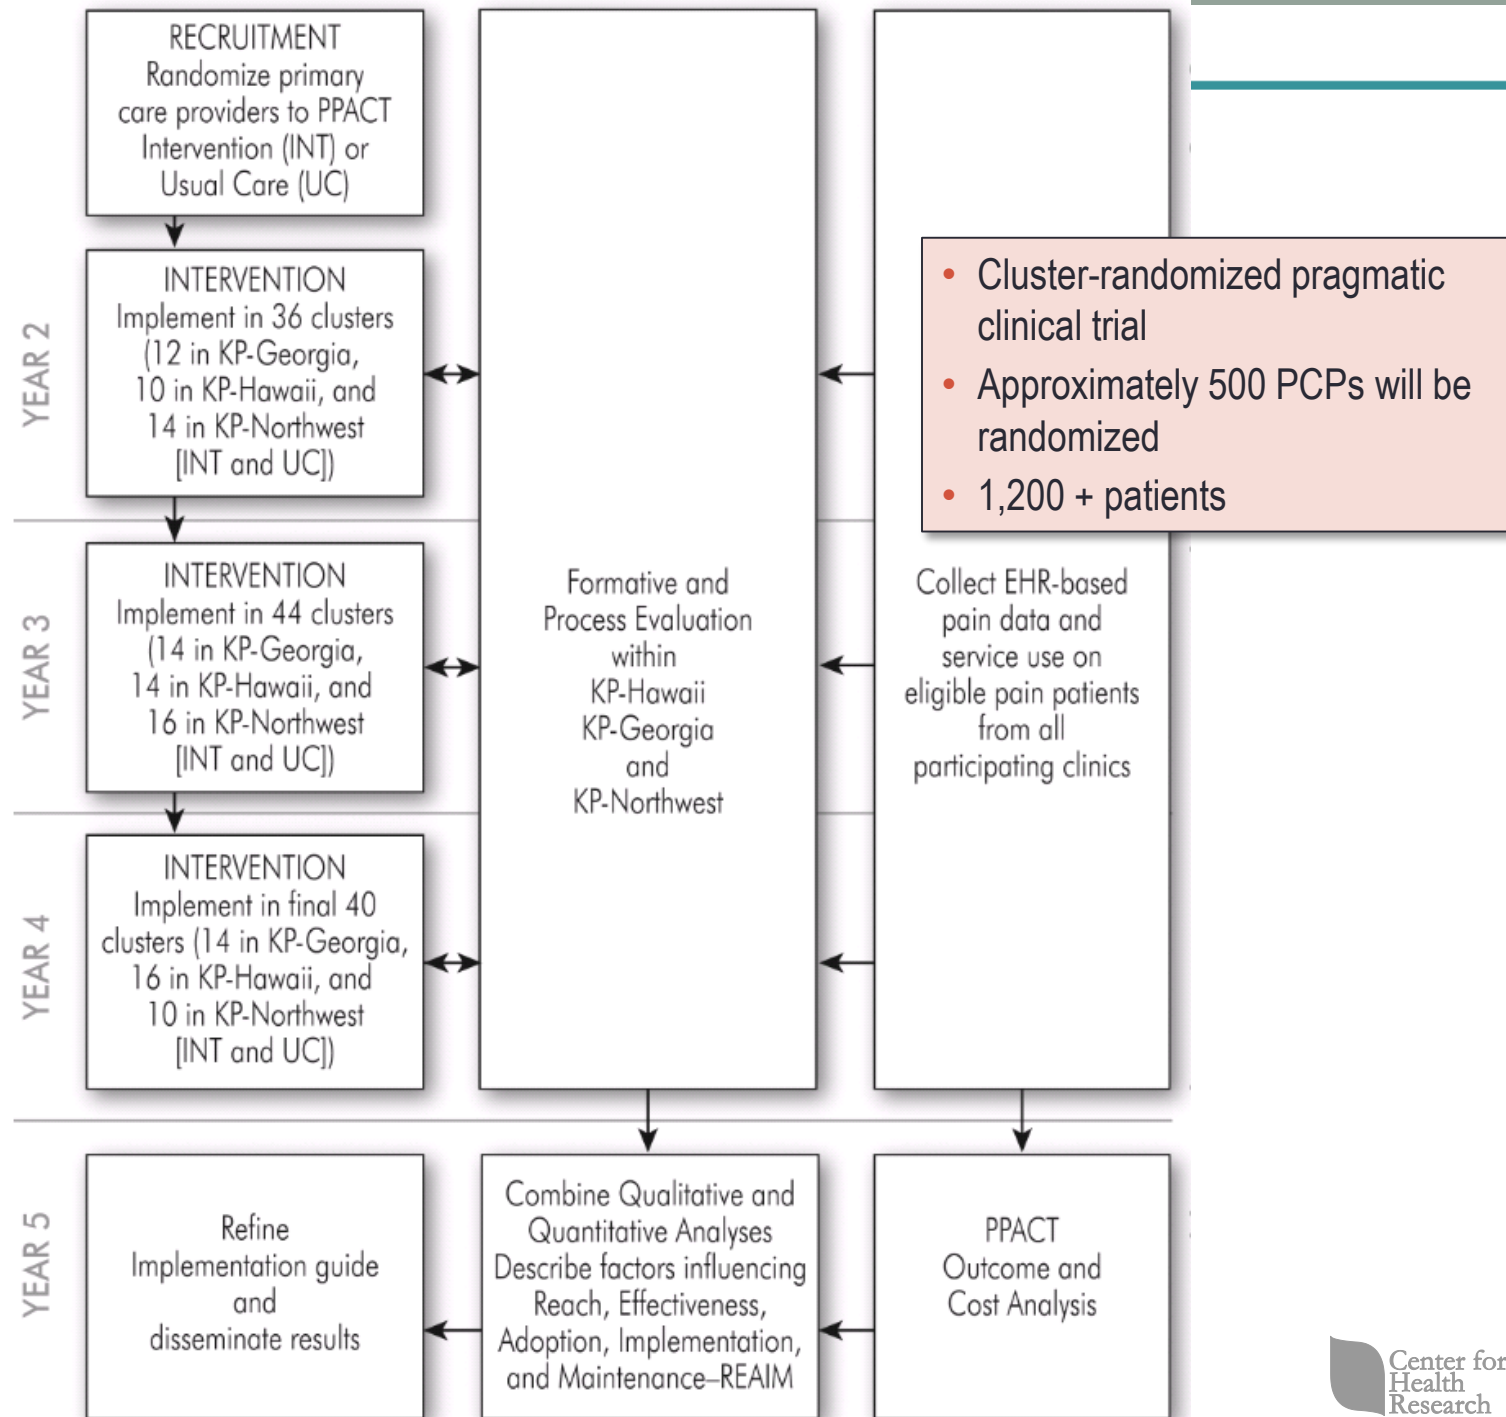 RECRUITMENT
Randomize primary
care providers to PPACT
Intervention (INT) or
Usual Care (UC)
YEAR 2
INTERVENTION
Implement in 36 clusters
(12 in KP-Georgia,
10 in KP-Hawaii, and
14 in KP-Northwest
[INT and UC])
• Cluster-randomized pragmatic
clinical trial
• Approximately 500 PCPs will be
randomized
• 1,200 + patients
YEAR 3
INTERVENTION
Implement in 44 clusters
(14 in KP-Georgia,
14 in KP-Hawaii, and
16 in KP-Northwest
[INT and UC])
Formative and
Process Evaluation
within
KP-Hawaii
KP-Georgia
and
KP-Northwest
Collect EHR-based
pain data and
service use on
eligible pain patients
from all
participating clinics
YEAR 4
INTERVENTION
Implement in final 40
clusters (14 in KP-Georgia,
16 in KP-Hawaii, and
10 in KP-Northwest
[INT and UC])
YEAR 5
Refine
Implementation guide
and
disseminate results
Combine Qualitative and
Quantitative Analyses
Describe factors influencing
Reach, Effectiveness,
Adoption, Implementation,
and Maintenance–REAIM
PPACT
Outcome and
Cost Analysis
Center for
Health
Research